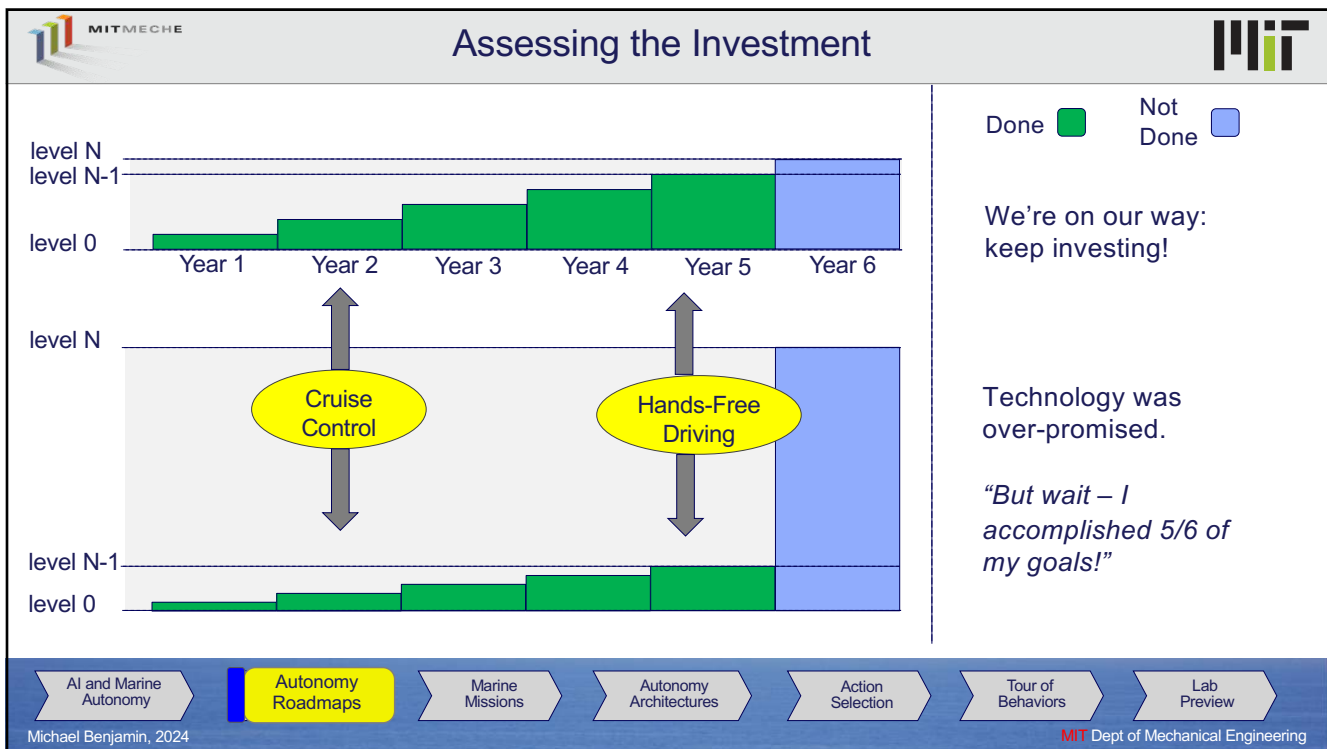 MITMECHE
Assessing the Investment
MIT
level N
level N-1
level 0
Year 1
Year 2
Year 3
Year 4
Year 5
Year 6
level N
Cruise
Control
Hands-Free
Driving
level N-1
level 0
Done
Not
Done
We’re on our way:
keep investing!
Technology was
over-promised.
“But wait – I
accomplished 5/6 of
my goals!”
AI and Marine
Autonomy
Autonomy
Roadmaps
Marine
Missions
Autonomy
Architectures
Action
Selection
Tour of
Behaviors
Lab
Preview
Michael Benjamin, 2024
MIT Dept of Mechanical Engineering